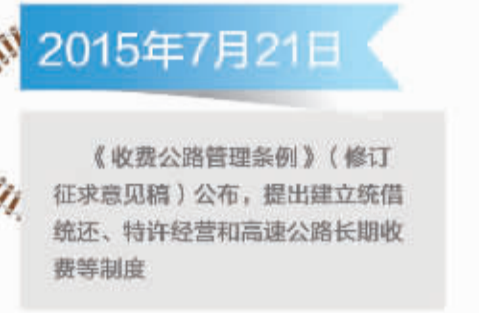 2015年7月21日
《收费公路管理条例》（修订
征求意见稿）公布，提出建立统借
统还、特许经营和高速公路长期收
费等制度